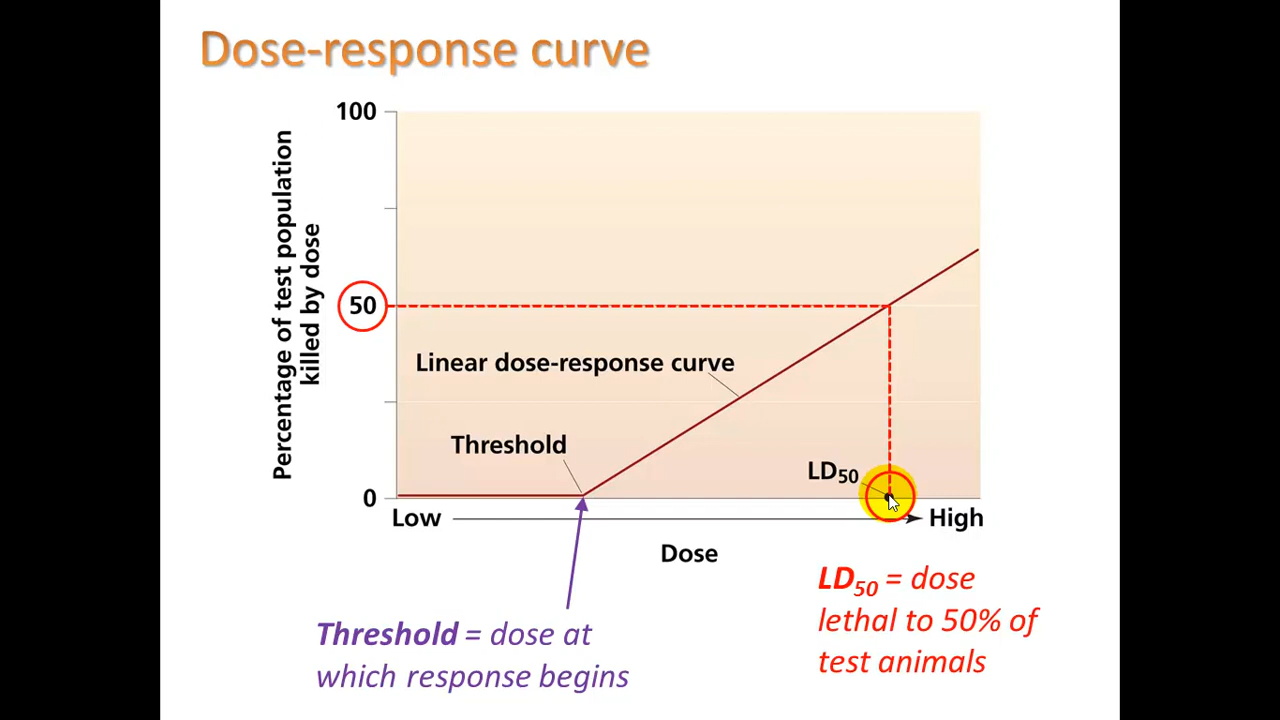 Dose-response curve
100
Percentage of test population
killed by dose
50
Linear dose-response curve
Threshold
LD50
0
Low
High
Dose
LD50 = dose
lethal to 50% of
test animals
Threshold = dose at
which response begins